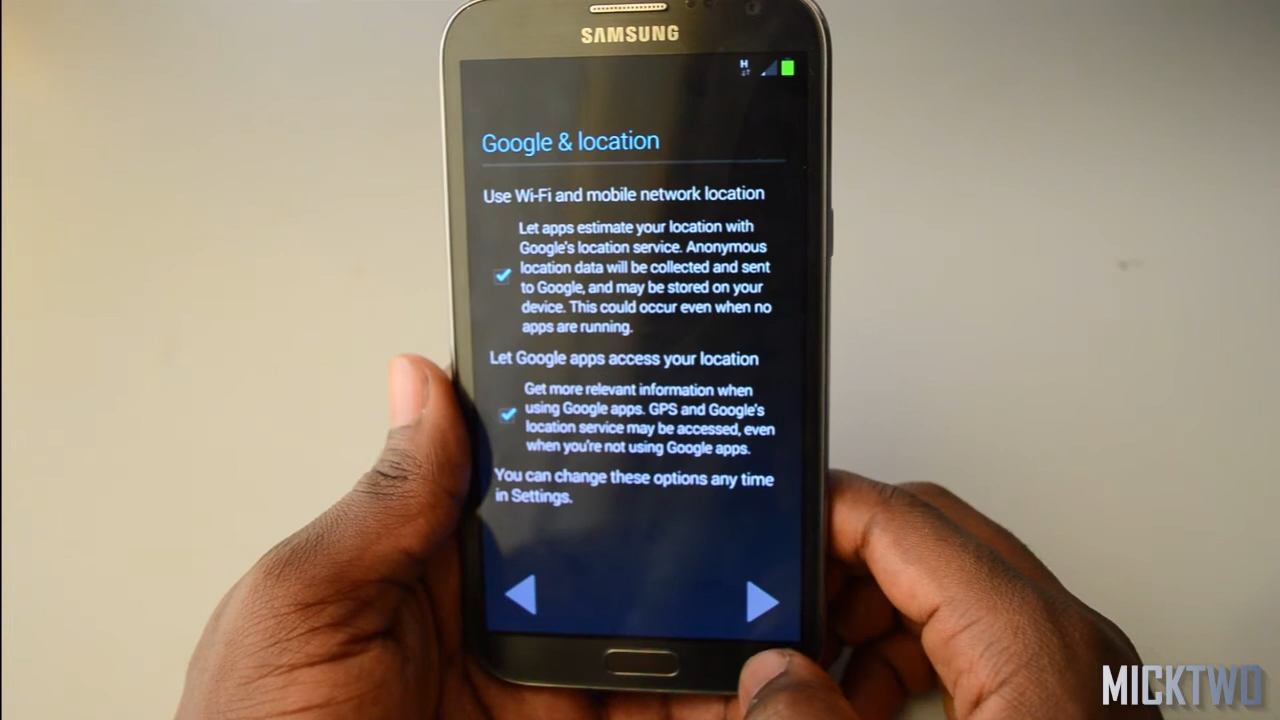 SAMSUNG
H
Google & location
Use Wi-Fi and mobile network location
Let apps estimate your location with
Google's location service. Anonymous
location data will be collected and sent
to Google, and may be stored on your
device. This could occur even when no
apps are running.
Let Google apps access your location
Get more relevant information when
using Google apps. GPS and Google's
location service may be accessed, even
when you're not using Google apps.
You can change these options any time
in Settings.
MICKTWO